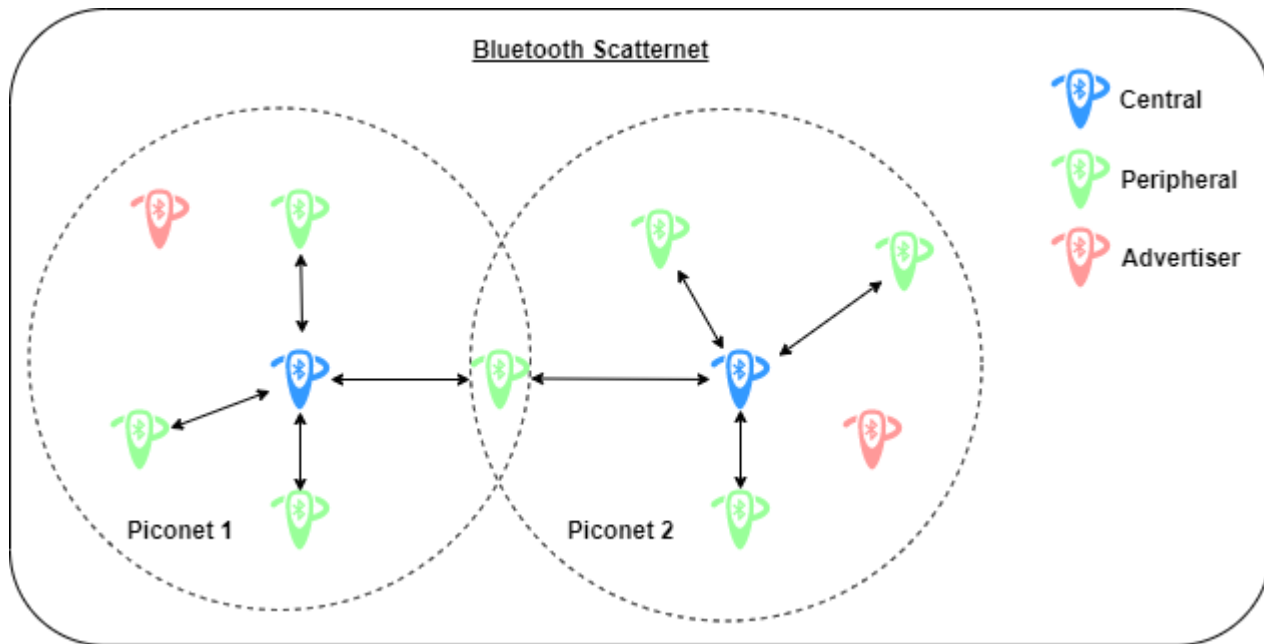 Bluetooth Scatternet
Central
Peripheral
Advertiser
Piconet 1
Piconet 2